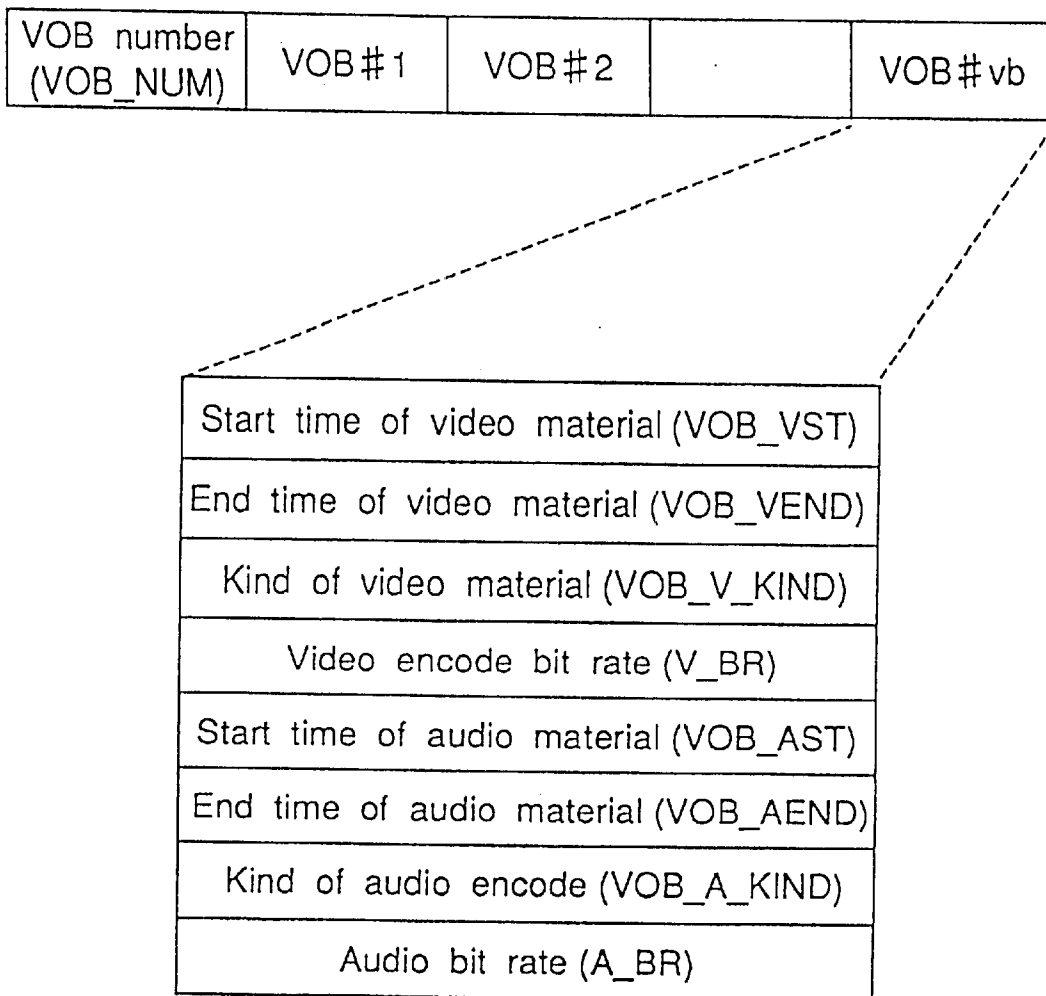 VOB number
(VOB_NUM)
VOB#1
VOB#2
VOB#vb
Start time of video material (VOB_VST)
End time of video material (VOB_VEND)
Kind of video material (VOB_V_KIND)
Video encode bit rate (V_BR)
Start time of audio material (VOB_AST)
End time of audio material (VOB_AEND)
Kind of audio encode (VOB_A_KIND)
Audio bit rate (A_BR)